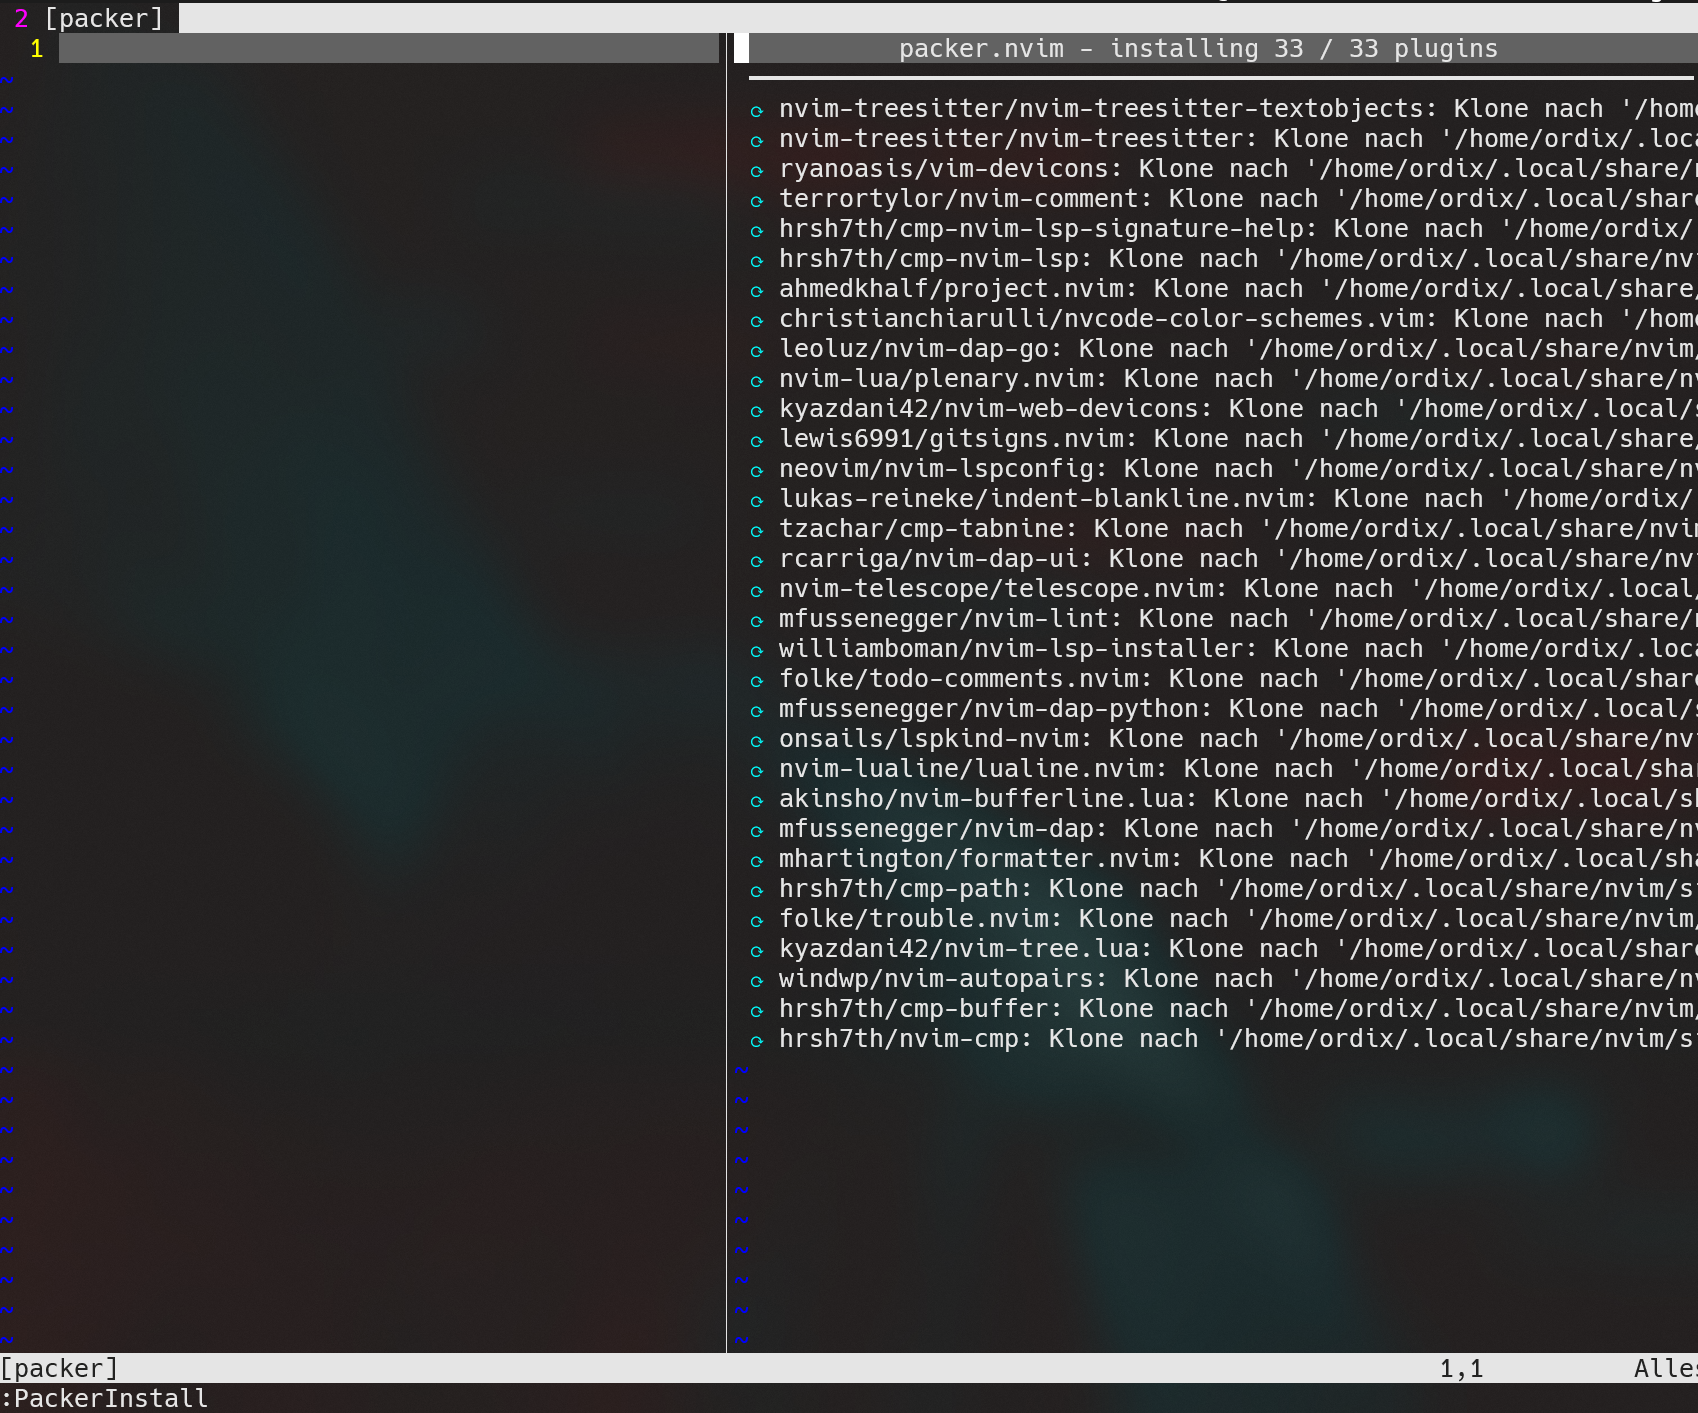 2 [packer]
1
packer.nvim - installing 33 / 33 plugins
⟳ nvim-treesitter/nvim-treesitter-textobjects: Klone nach '/home
⟳ nvim-treesitter/nvim-treesitter: Klone nach '/home/ordix/.loca
⟳ ryanoasis/vim-devicons: Klone nach '/home/ordix/.local/share/n
⟳ terrortylor/nvim-comment: Klone nach '/home/ordix/.local/share
⟳ hrsh7th/cmp-nvim-lsp-signature-help: Klone nach '/home/ordix/.
⟳ hrsh7th/cmp-nvim-lsp: Klone nach '/home/ordix/.local/share/nvi
⟳ ahmedkhalf/project.nvim: Klone nach '/home/ordix/.local/share/
⟳ christianchiarulli/nvcode-color-schemes.vim: Klone nach '/home
⟳ leoluz/nvim-dap-go: Klone nach '/home/ordix/.local/share/nvim/
⟳ nvim-lua/plenary.nvim: Klone nach '/home/ordix/.local/share/nv
⟳ kyazdani42/nvim-web-devicons: Klone nach '/home/ordix/.local/s
⟳ lewis6991/gitsigns.nvim: Klone nach '/home/ordix/.local/share/
⟳ neovim/nvim-lspconfig: Klone nach '/home/ordix/.local/share/nv
⟳ lukas-reineke/indent-blankline.nvim: Klone nach '/home/ordix/.
⟳ tzachar/cmp-tabnine: Klone nach '/home/ordix/.local/share/nvim
⟳ rcarriga/nvim-dap-ui: Klone nach '/home/ordix/.local/share/nvi
⟳ nvim-telescope/telescope.nvim: Klone nach '/home/ordix/.local/
⟳ mfussenegger/nvim-lint: Klone nach '/home/ordix/.local/share/n
⟳ williamboman/nvim-lsp-installer: Klone nach '/home/ordix/.loca
⟳ folke/todo-comments.nvim: Klone nach '/home/ordix/.local/share
⟳ mfussenegger/nvim-dap-python: Klone nach '/home/ordix/.local/s
⟳ onsails/lspkind-nvim: Klone nach '/home/ordix/.local/share/nvi
⟳ nvim-lualine/lualine.nvim: Klone nach '/home/ordix/.local/shar
⟳ akinsho/nvim-bufferline.lua: Klone nach '/home/ordix/.local/sh
⟳ mfussenegger/nvim-dap: Klone nach '/home/ordix/.local/share/nv
⟳ mhartington/formatter.nvim: Klone nach '/home/ordix/.local/sha
⟳ hrsh7th/cmp-path: Klone nach '/home/ordix/.local/share/nvim/si
⟳ folke/trouble.nvim: Klone nach '/home/ordix/.local/share/nvim/
⟳ kyazdani42/nvim-tree.lua: Klone nach '/home/ordix/.local/share
⟳ windwp/nvim-autopairs: Klone nach '/home/ordix/.local/share/nv
⟳ hrsh7th/cmp-buffer: Klone nach '/home/ordix/.local/share/nvim/
⟳ hrsh7th/nvim-cmp: Klone nach '/home/ordix/.local/share/nvim/si
[packer] 1,1 Alles
:PackerInstall